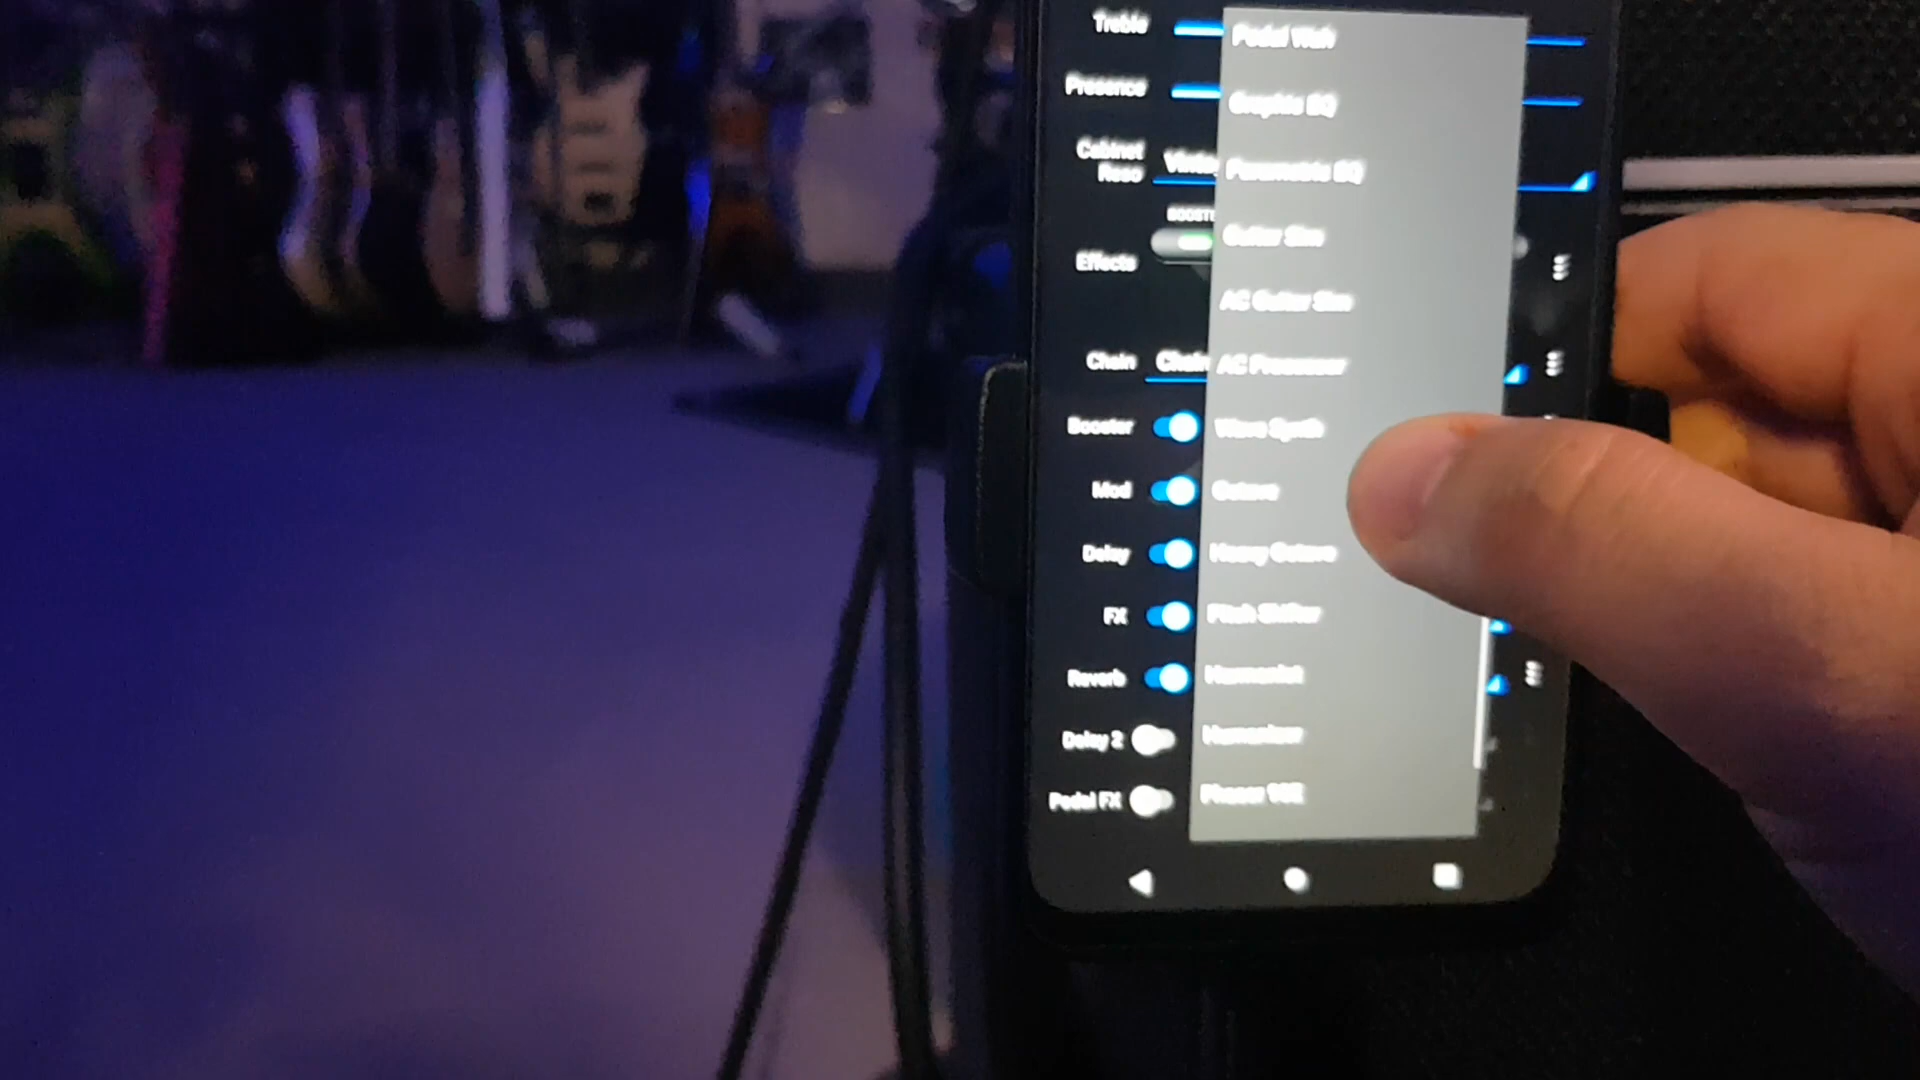 Treble
Presence
Cabinet
Reso
BOOST
Effects
Chain
Chain
Booster
Mod
Delay
FX
Reverb
Delay 2
Pedal FX
Pedal Wah
Graphic EQ
Parametric EQ
Guitar Sim
AC Guitar Sim
AC Processor
Wave Synth
Octave
Heavy Octave
Pitch Shifter
Harmonist
Humanizer
Phaser 90E